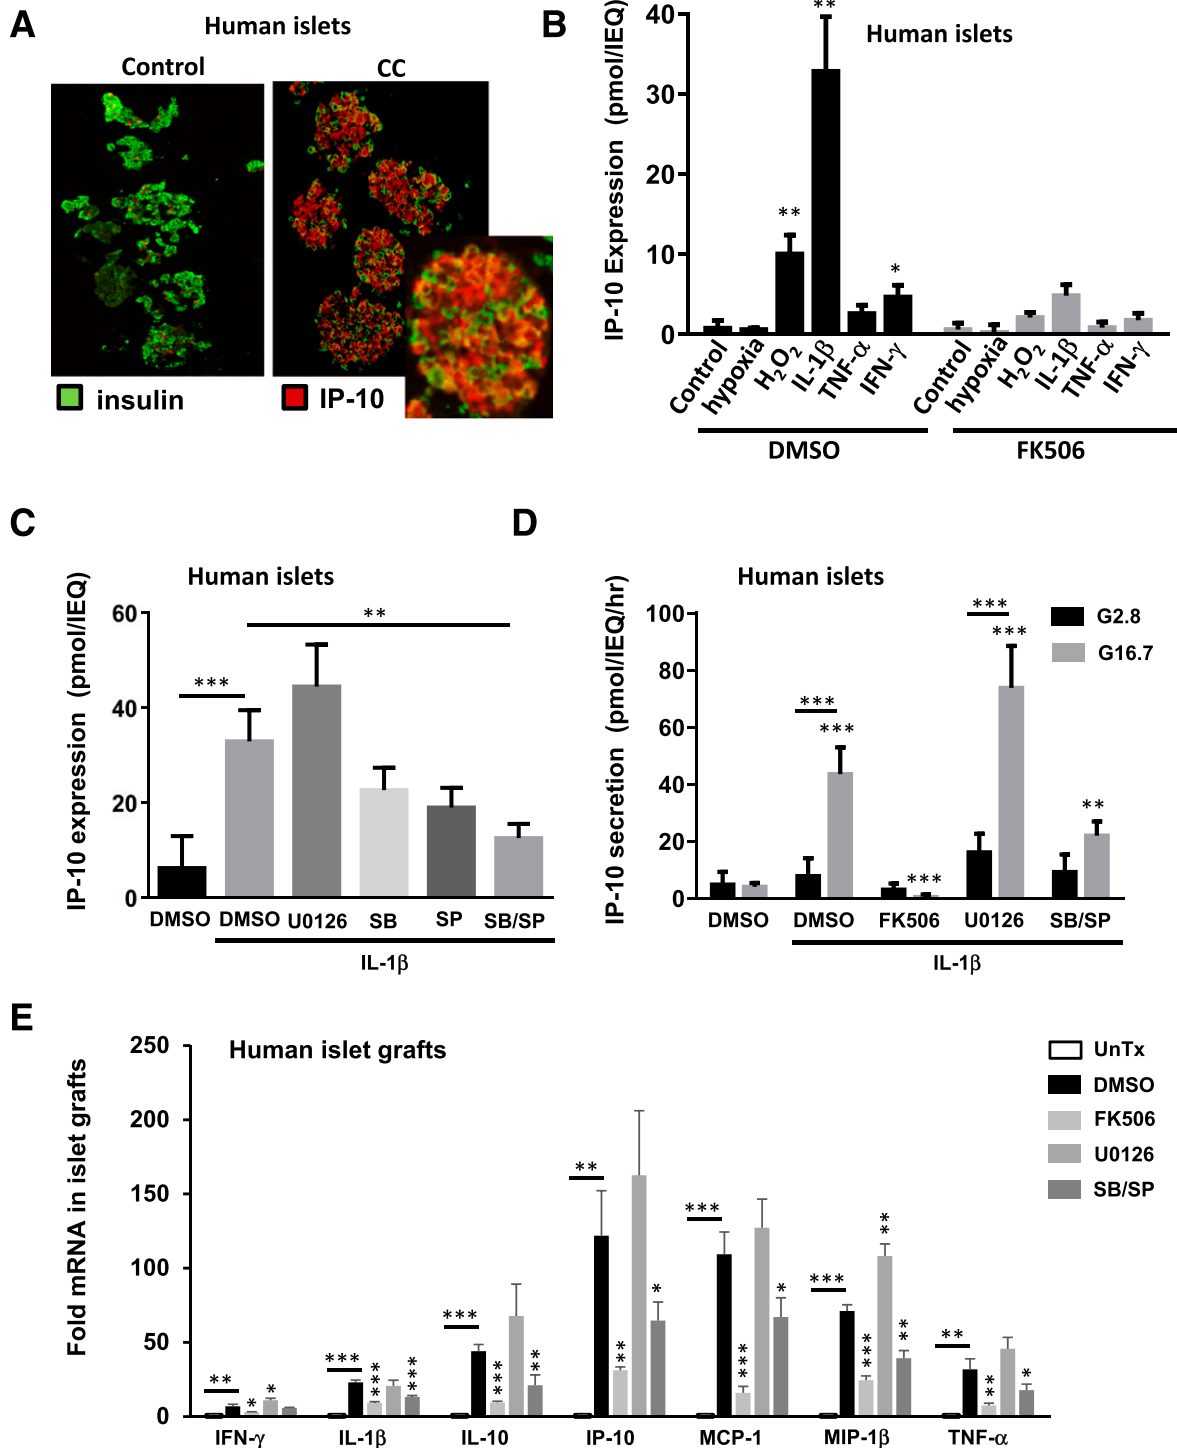 A
Human islets
Control
CC
insulin
IP-10
B
Human islets
IP-10 Expression (pmol/IEQ)
40
30
20
10
0
**
**
*
Control
hypoxia
H2O2
IL-1β
TNF-α
IFN-γ
Control
hypoxia
H2O2
IL-1β
TNF-α
IFN-γ
DMSO
FK506
C
Human islets
IP-10 expression (pmol/IEQ)
60
40
20
0
***
**
DMSO
DMSO
U0126
SB
SP
SB/SP
IL-1β
D
Human islets
IP-10 secretion (pmol/IEQ/hr)
100
80
60
40
20
0
***
***
***
***
***
**
G2.8
G16.7
DMSO
DMSO
FK506
U0126
SB/SP
IL-1β
E
Human islet grafts
Fold mRNA in islet grafts
250
200
150
100
50
0
UnTx
DMSO
FK506
U0126
SB/SP
**
*
*
***
***
***
***
***
**
**
**
*
***
***
*
***
***
**
**
**
**
*
IFN-γ
IL-1β
IL-10
IP-10
MCP-1
MIP-1β
TNF-α